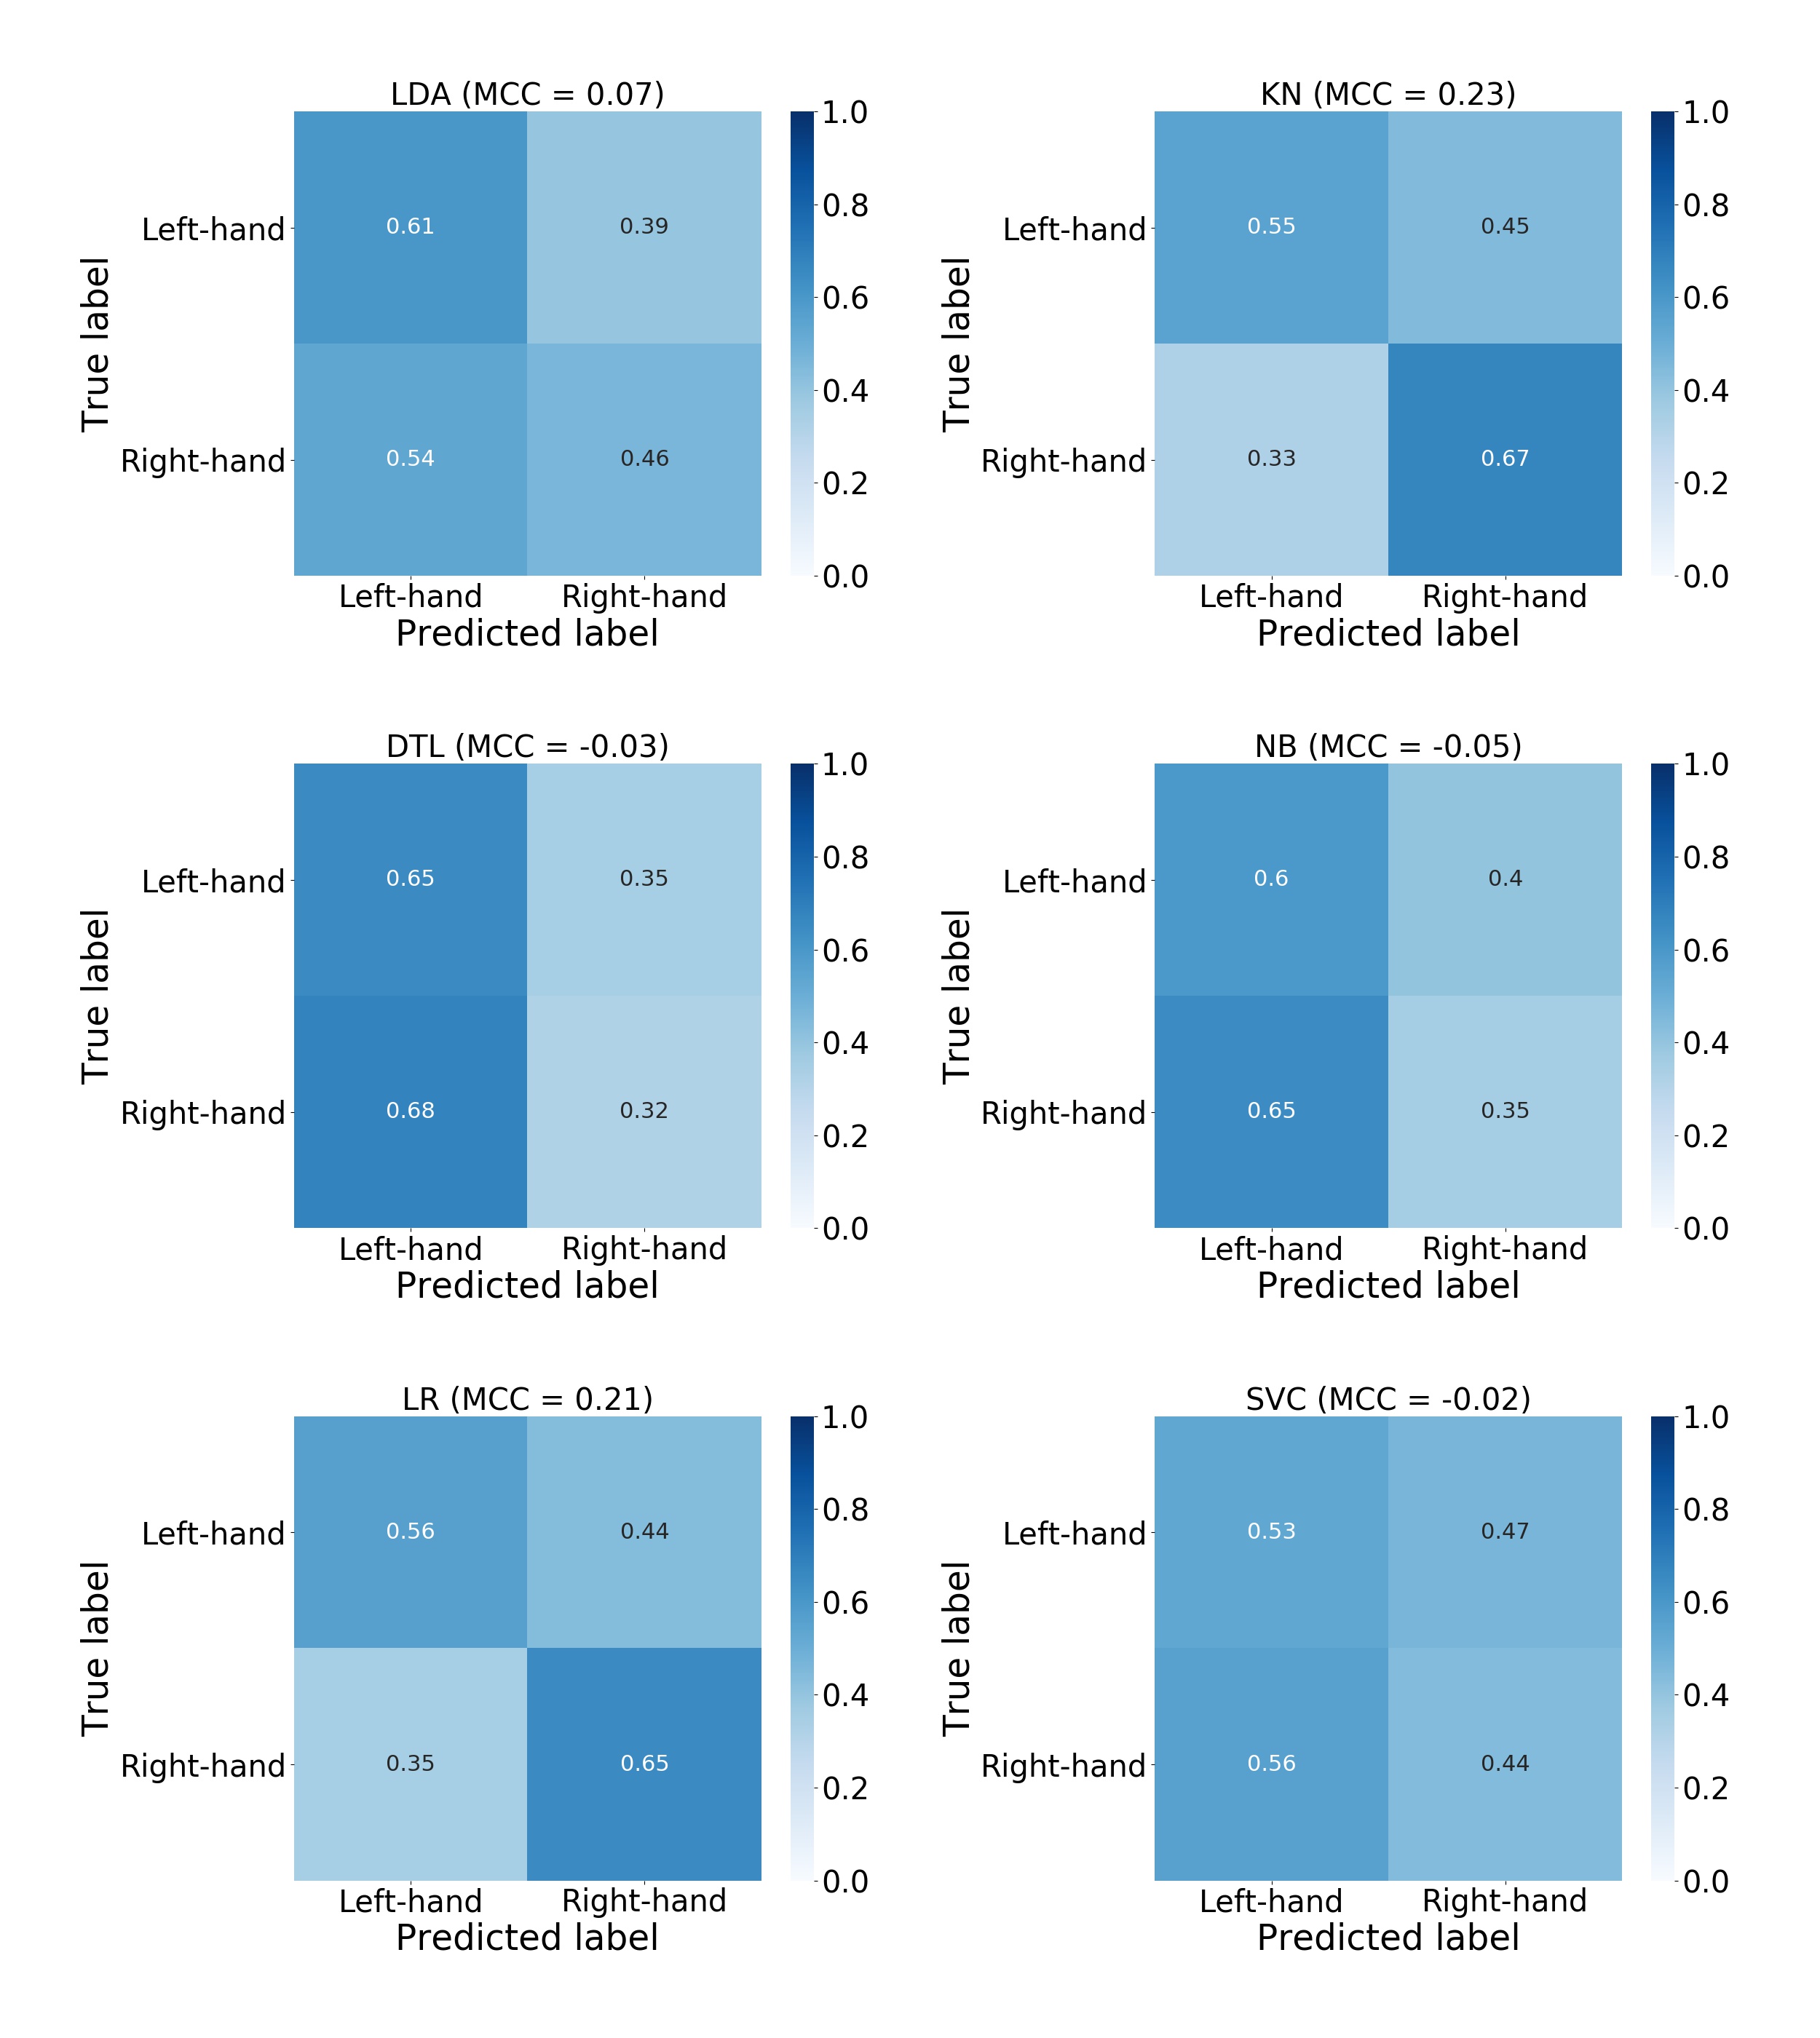 LDA (MCC = 0.07)
True label
Left-hand
0.61 0.39
Right-hand
0.54 0.46
Left-hand Right-hand
Predicted label
1.0
0.8
0.6
0.4
0.2
0.0
KN (MCC = 0.23)
True label
Left-hand
0.55 0.45
Right-hand
0.33 0.67
Left-hand Right-hand
Predicted label
1.0
0.8
0.6
0.4
0.2
0.0
DTL (MCC = -0.03)
True label
Left-hand
0.65 0.35
Right-hand
0.68 0.32
Left-hand Right-hand
Predicted label
1.0
0.8
0.6
0.4
0.2
0.0
NB (MCC = -0.05)
True label
Left-hand
0.6 0.4
Right-hand
0.65 0.35
Left-hand Right-hand
Predicted label
1.0
0.8
0.6
0.4
0.2
0.0
LR (MCC = 0.21)
True label
Left-hand
0.56 0.44
Right-hand
0.35 0.65
Left-hand Right-hand
Predicted label
1.0
0.8
0.6
0.4
0.2
0.0
SVC (MCC = -0.02)
True label
Left-hand
0.53 0.47
Right-hand
0.56 0.44
Left-hand Right-hand
Predicted label
1.0
0.8
0.6
0.4
0.2
0.0